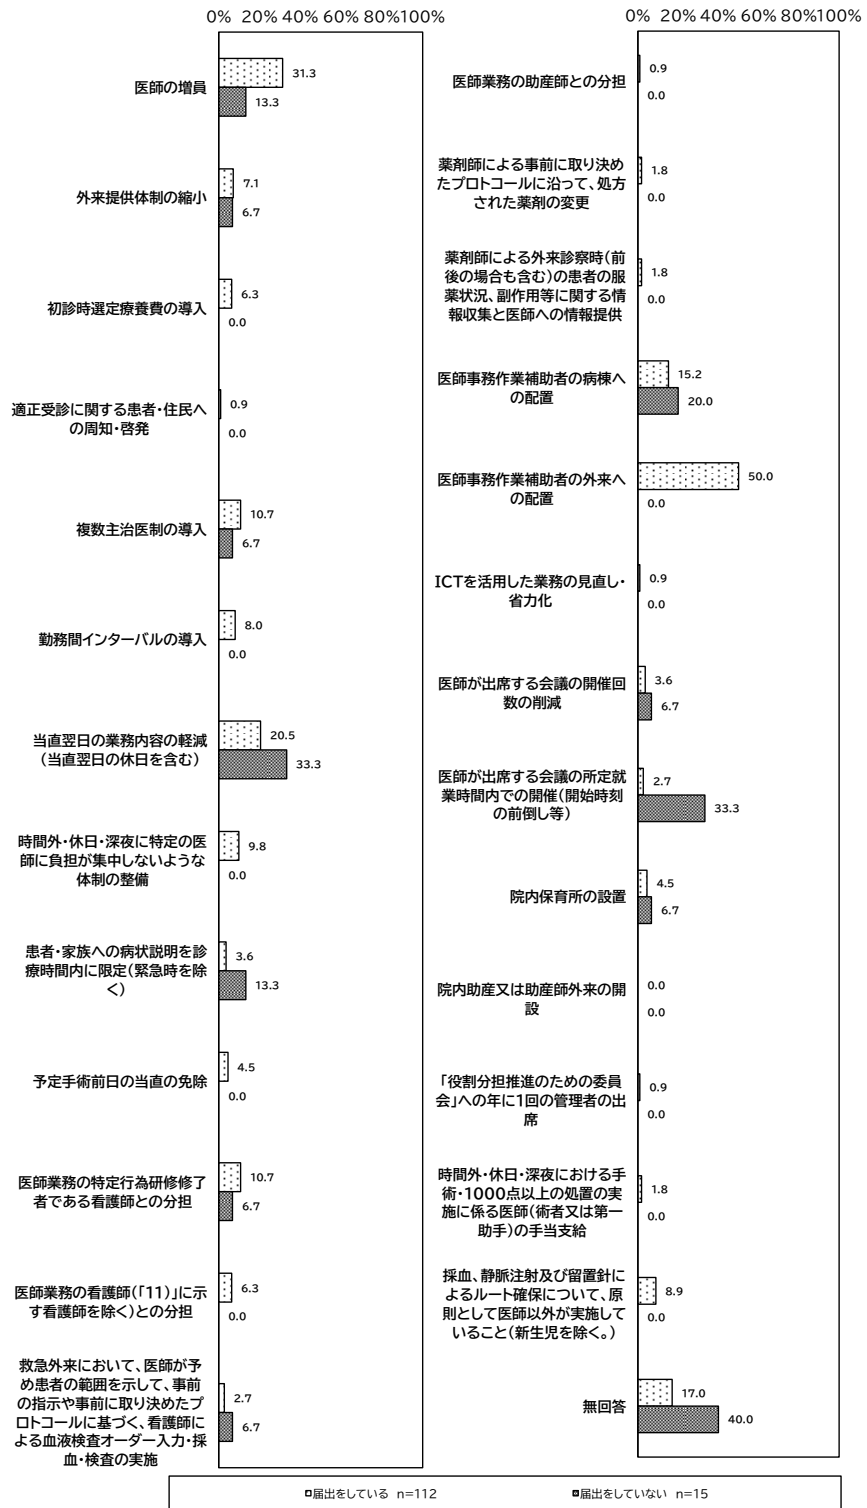 0% 20% 40% 60% 80% 100%
医師の増員
31.3
13.3
外来提供体制の縮小
7.1
6.7
初診時選定療養費の導入
6.3
0.0
適正受診に関する患者・住民へ
の周知・啓発
0.9
0.0
複数主治医制の導入
10.7
6.7
勤務間インターバルの導入
8.0
0.0
当直翌日の業務内容の軽減
(当直翌日の休日を含む)
20.5
33.3
時間外・休日・深夜に特定の医
師に負担が集中しないような
体制の整備
9.8
0.0
患者・家族への病状説明を診
療時間内に限定(緊急時を除
く)
3.6
13.3
予定手術前日の当直の免除
4.5
0.0
医師業務の特定行為研修修了
者である看護師との分担
10.7
6.7
医師業務の看護師(「11)」に示
す看護師を除く)との分担
6.3
0.0
救急外来において、医師が予
め患者の範囲を示して、事前
の指示や事前に取り決めたプ
ロトコールに基づく、看護師によ
る血液検査オーダー入力・採
血・検査の実施
2.7
6.7
0% 20% 40% 60% 80% 100%
医師業務の助産師との分担
0.9
0.0
薬剤師による事前に取り決め
たプロトコールに沿って、処方
された薬剤の変更
1.8
0.0
薬剤師による外来診察時(前
後の場合も含む)の患者の服
薬状況、副作用等に関する情
報収集と医師への情報提供
1.8
0.0
医師事務作業補助者の病棟へ
の配置
15.2
20.0
医師事務作業補助者の外来へ
の配置
50.0
0.0
ICTを活用した業務の見直し・
省力化
0.9
0.0
医師が出席する会議の開催回
数の削減
3.6
6.7
医師が出席する会議の所定就
業時間内での開催(開始時刻
の前倒し等)
2.7
33.3
院内保育所の設置
4.5
6.7
院内助産又は助産師外来の開
設
0.0
0.0
「役割分担推進のための委員
会」への年に1回の管理者の出
席
0.9
0.0
時間外・休日・深夜における手
術・1000点以上の処置の実
施に係る医師(術者又は第一
助手)の手当支給
1.8
0.0
採血、静脈注射及び留置針に
よるルート確保について、原
則として医師以外が実施して
いること(新生児を除く。)
8.9
0.0
無回答
17.0
40.0
届出をしている n=112
届出をしていない n=15